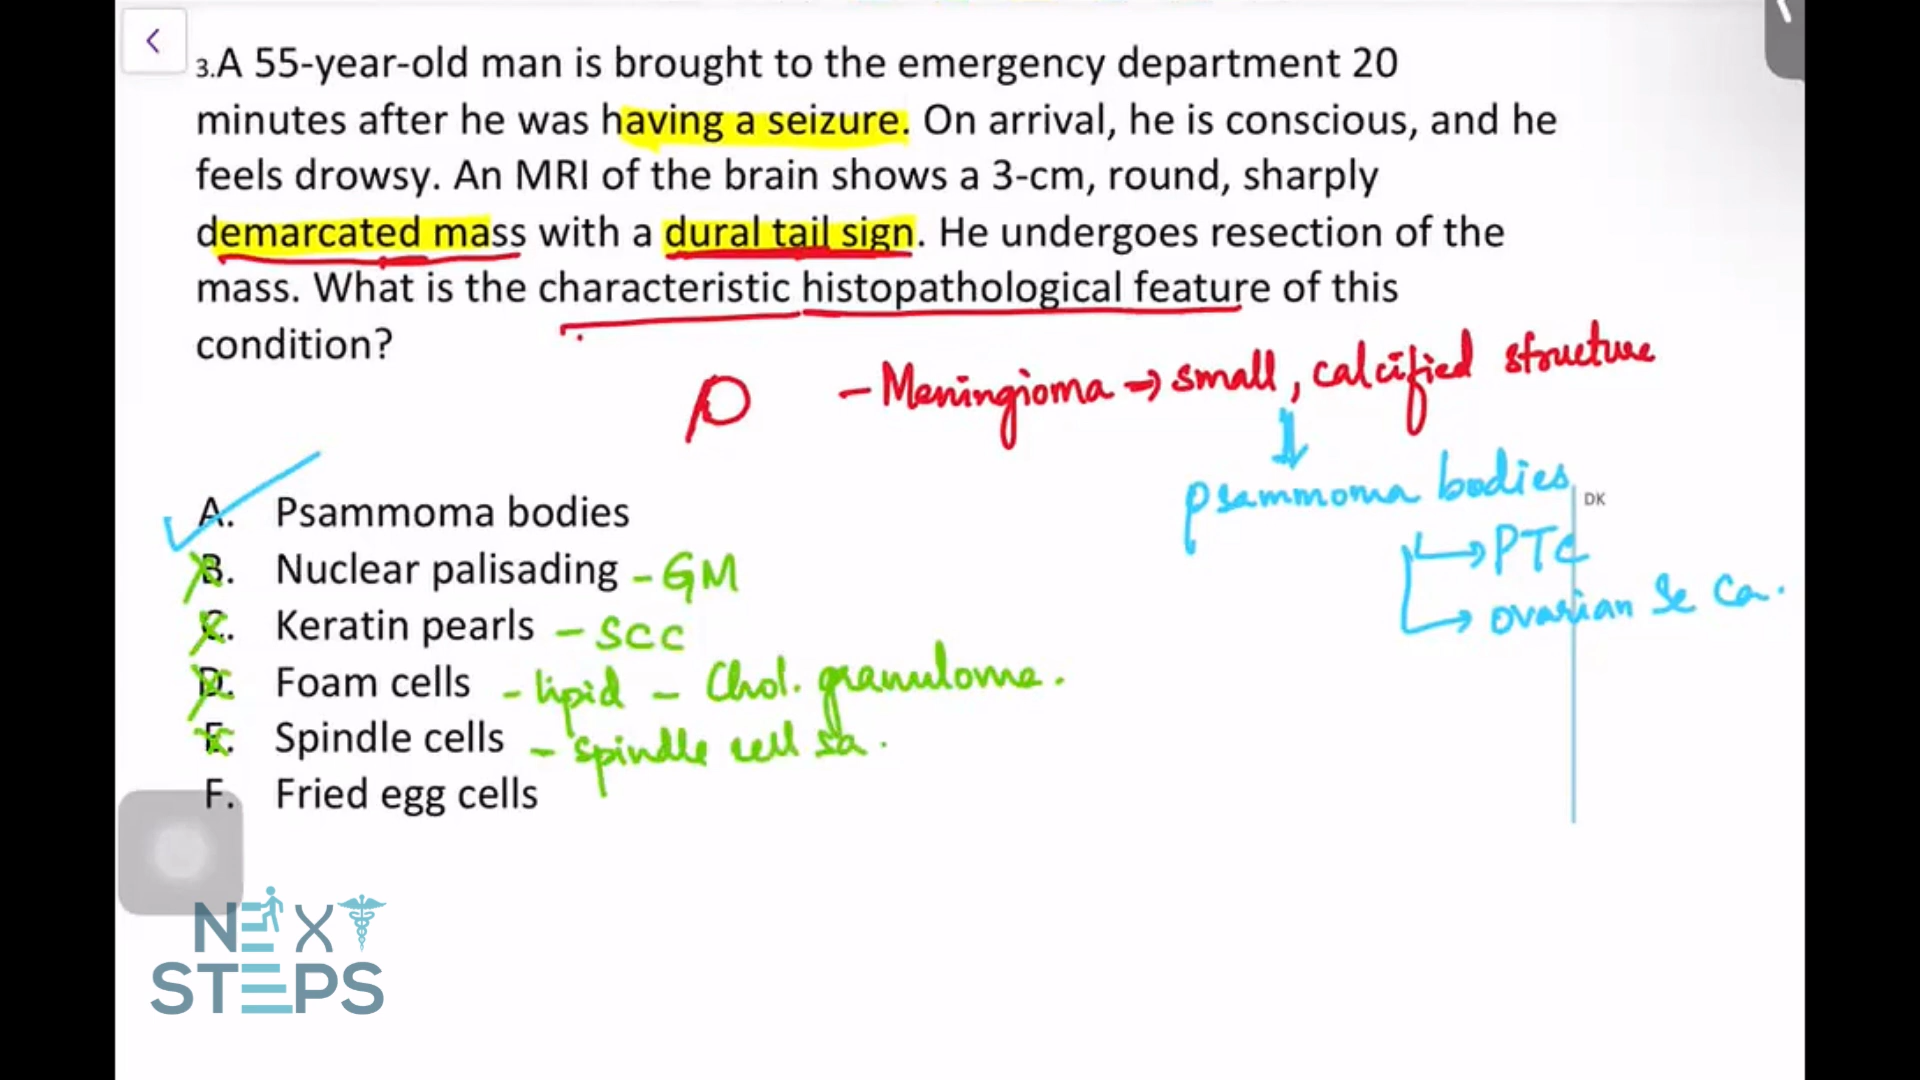 3.A 55-year-old man is brought to the emergency department 20
minutes after he was having a seizure. On arrival, he is conscious, and he
feels drowsy. An MRI of the brain shows a 3-cm, round, sharply
demarcated mass with a dural tail sign. He undergoes resection of the
mass. What is the characteristic histopathological feature of this
condition?
- Meningioma → small, calcified structure
psammoma bodies
DK
→ PTC
→ ovarian Se Ca.
A. Psammoma bodies
B. Nuclear palisading - GM
C. Keratin pearls - SCC
D. Foam cells - lipid - Chol. granuloma.
E. Spindle cells - spindle cell sa.
F. Fried egg cells
NEXT
STEPS